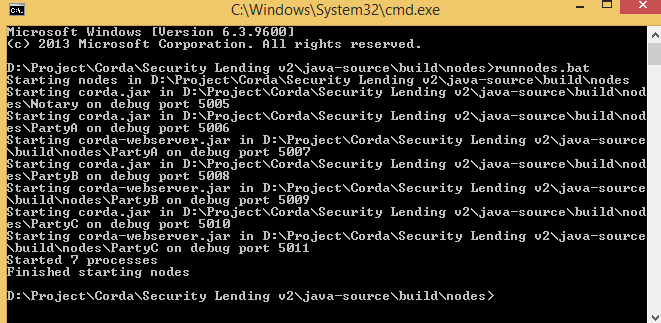 C:\Windows\System32\cmd.exe
Microsoft Windows [Version 6.3.9600]
(c) 2013 Microsoft Corporation. All rights reserved.
D:\Project\Corda\Security Lending v2\java-source\build\nodes>runnodes.bat
Starting nodes in D:\Project\Corda\Security Lending v2\java-source\build\nodes
Starting corda.jar in D:\Project\Corda\Security Lending v2\java-source\build\nod
es\Notary on debug port 5005
Starting corda.jar in D:\Project\Corda\Security Lending v2\java-source\build\nod
es\PartyA on debug port 5006
Starting corda-webserver.jar in D:\Project\Corda\Security Lending v2\java-source
\build\nodes\PartyA on debug port 5007
Starting corda.jar in D:\Project\Corda\Security Lending v2\java-source\build\nod
es\PartyB on debug port 5008
Starting corda-webserver.jar in D:\Project\Corda\Security Lending v2\java-source
\build\nodes\PartyB on debug port 5009
Starting corda.jar in D:\Project\Corda\Security Lending v2\java-source\build\nod
es\PartyC on debug port 5010
Starting corda-webserver.jar in D:\Project\Corda\Security Lending v2\java-source
\build\nodes\PartyC on debug port 5011
Started 7 processes
Finished starting nodes
D:\Project\Corda\Security Lending v2\java-source\build\nodes>